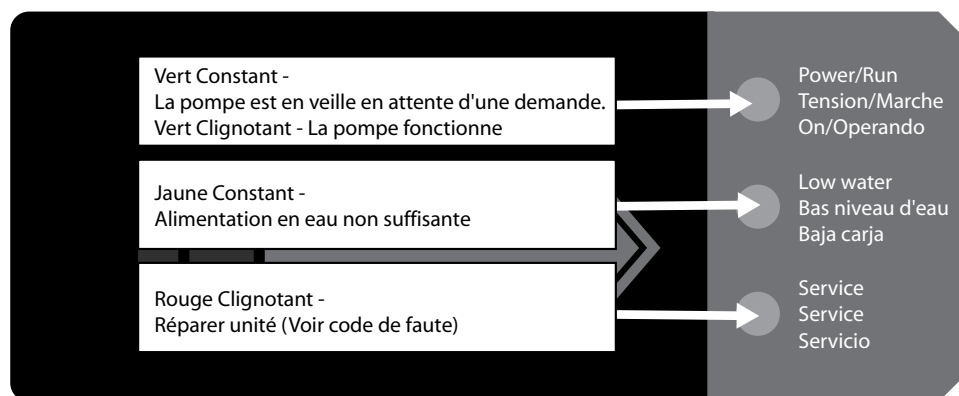 Vert Constant -
La pompe est en veille en attente d'une demande.
Vert Clignotant - La pompe fonctionne
Power/Run
Tension/Marche
On/Operando
Jaune Constant -
Alimentation en eau non suffisante
Low water
Bas niveau d'eau
Baja carja
Rouge Clignotant -
Réparer unité (Voir code de faute)
Service
Service
Servicio